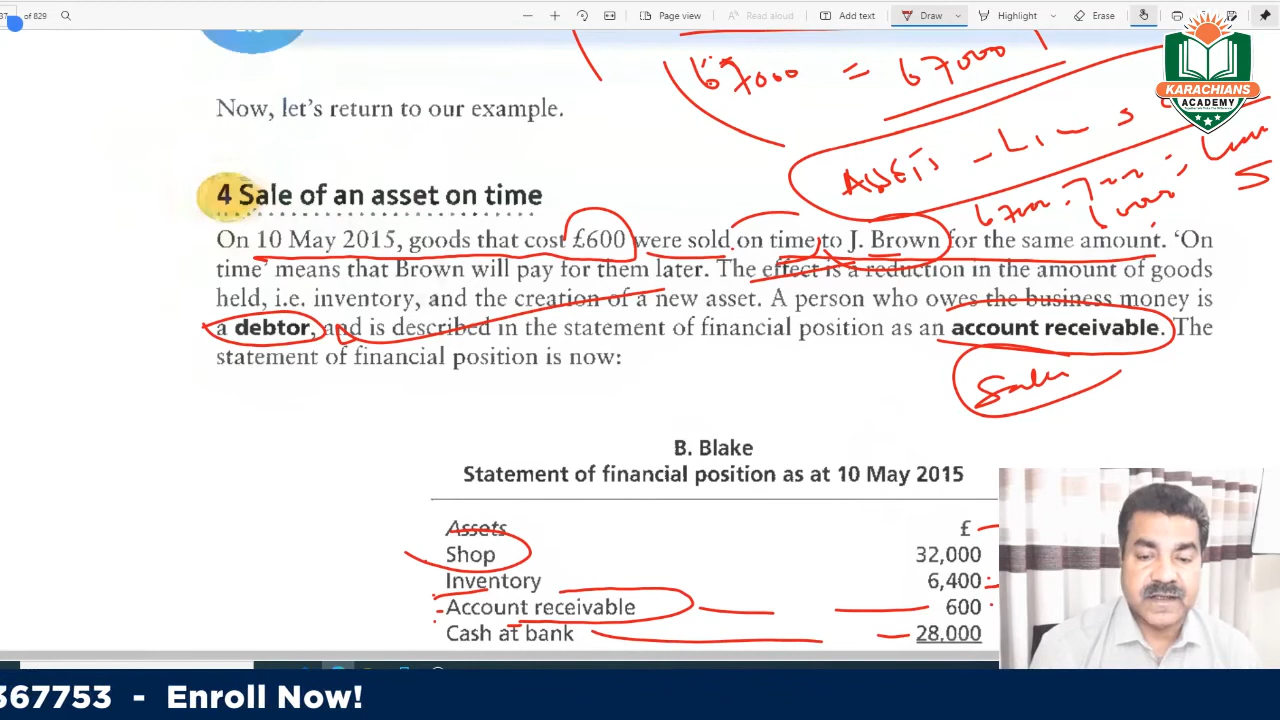 37 of 829
Page view
Read aloud
Add text
Draw
Highlight
Erase
KARACHIANS
ACADEMY
67000 = 67000
Now, let's return to our example.
ASSETS
4 Sale of an asset on time
On 10 May 2015, goods that cost £600 were sold on time to J. Brown for the same amount. 'On
time' means that Brown will pay for them later. The effect is a reduction in the amount of goods
held, i.e. inventory, and the creation of a new asset. A person who owes the business money is
a debtor, and is described in the statement of financial position as an account receivable. The
statement of financial position is now:
Sale
B. Blake
Statement of financial position as at 10 May 2015
Assets £
Shop 32,000
Inventory 6,400
Account receivable 600
Cash at bank 28,000
367753 - Enroll Now!